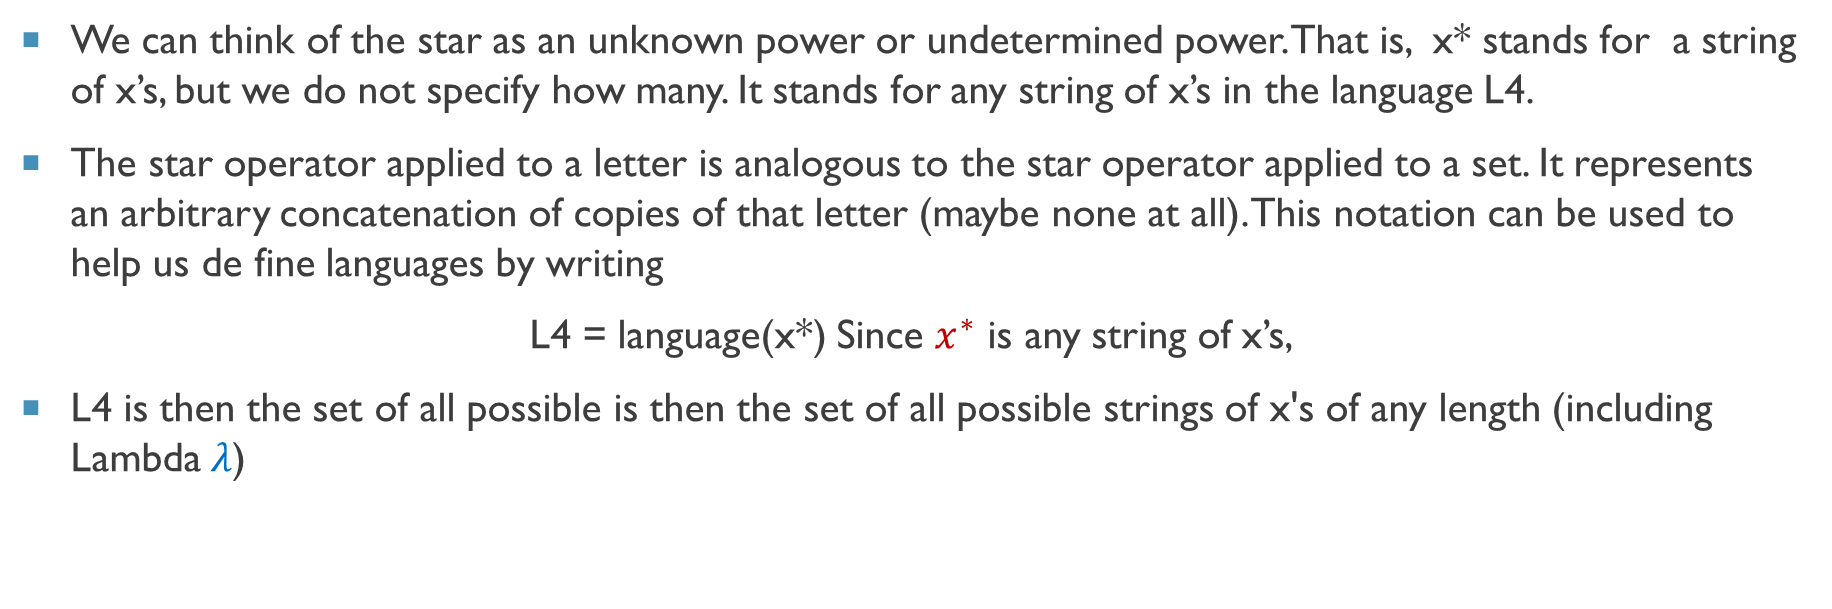 ▪ We can think of the star as an unknown power or undetermined power. That is, x* stands for a string
of x’s, but we do not specify how many. It stands for any string of x’s in the language L4.
▪ The star operator applied to a letter is analogous to the star operator applied to a set. It represents
an arbitrary concatenation of copies of that letter (maybe none at all). This notation can be used to
help us de fine languages by writing
L4 = language(x*) Since x* is any string of x’s,
▪ L4 is then the set of all possible is then the set of all possible strings of x's of any length (including
Lambda λ)